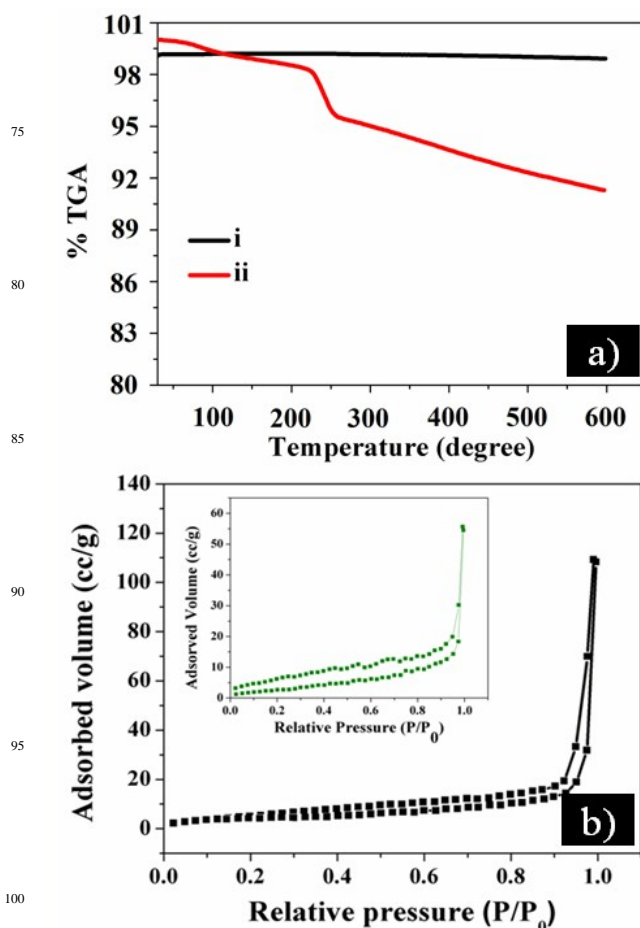 101
98
95
92
89
86
83
80
% TGA
i
ii
a)
100 200 300 400 500 600
Temperature (degree)
75
80
85
90
95
100
140
120
100
80
60
40
20
0
Adsorbed volume (cc/g)
60
50
40
30
20
10
0
Adsorved Volume (cc/g)
0.0 0.2 0.4 0.6 0.8 1.0
Relative Pressure (P/P0)
b)
0.0 0.2 0.4 0.6 0.8 1.0
Relative pressure (P/P0)